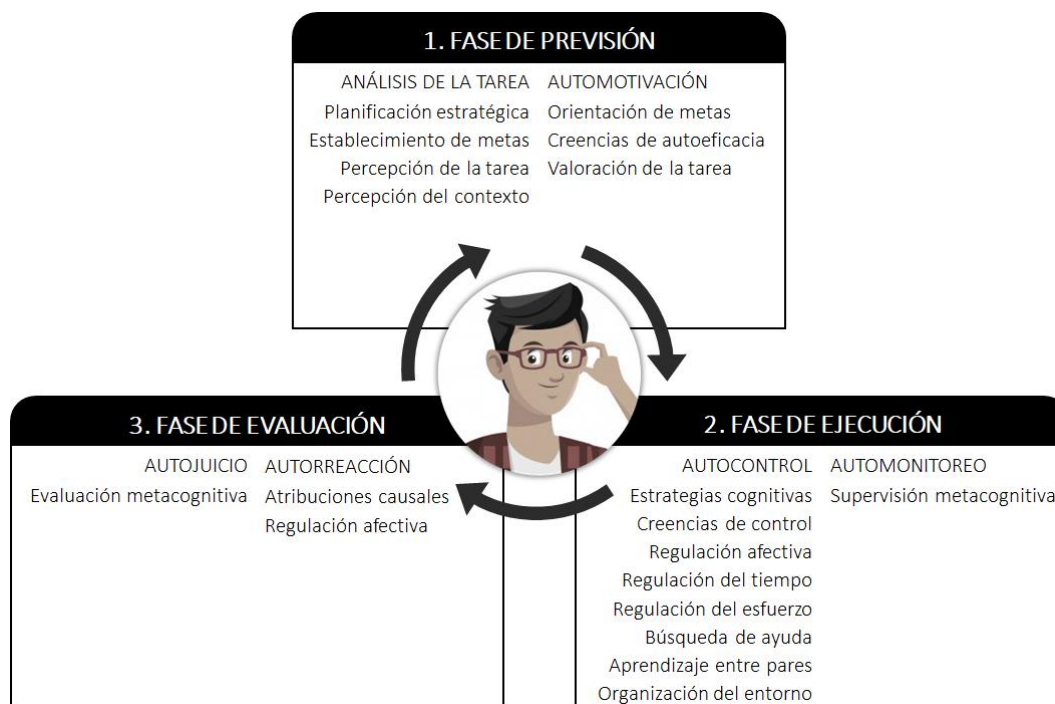 1. FASE DE PREVISIÓN
ANÁLISIS DE LA TAREA
Planificación estratégica
Establecimiento de metas
Percepción de la tarea
Percepción del contexto
AUTOMOTIVACIÓN
Orientación de metas
Creencias de autoeficacia
Valoración de la tarea
2. FASE DE EJECUCIÓN
AUTOCONTROL
Estrategias cognitivas
Creencias de control
Regulación afectiva
Regulación del tiempo
Regulación del esfuerzo
Búsqueda de ayuda
Aprendizaje entre pares
Organización del entorno
AUTOMONITOREO
Supervisión metacognitiva
3. FASE DE EVALUACIÓN
AUTOJUICIO
Evaluación metacognitiva
AUTORREACCIÓN
Atribuciones causales
Regulación afectiva